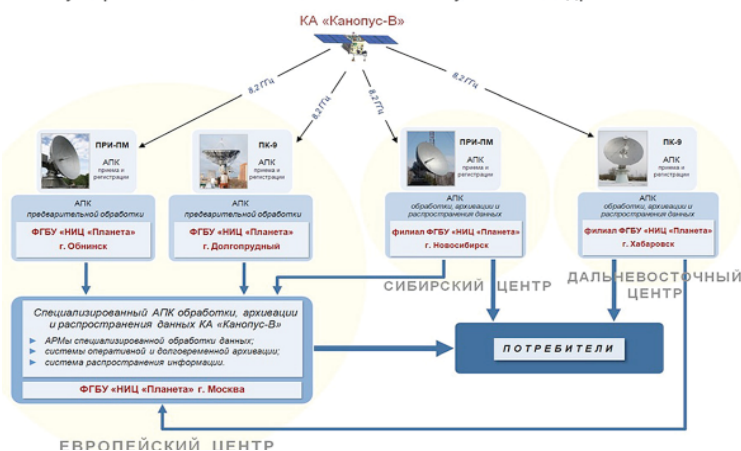 КА «Канопус-В»
8,2 ГГц
8,2 ГГц
8,2 ГГц
8,2 ГГц
ПРИ-ПМ
АПК
приема и
регистрации
ПК-9
АПК
приема и
регистрации
ПРИ-ПМ
АПК
приема и
регистрации
ПК-9
АПК
приема и
регистрации
АПК
предварительной обработки
ФГБУ «НИЦ «Планета»
г. Обнинск
АПК
предварительной обработки
ФГБУ «НИЦ «Планета»
г. Долгопрудный
АПК
обработки, архивации и
распространения данных
филиал ФГБУ «НИЦ «Планета»
г. Новосибирск
АПК
обработки, архивации и
распространения данных
филиал ФГБУ «НИЦ «Планета»
г. Хабаровск
СИБИРСКИЙ ЦЕНТР
ДАЛЬНЕВОСТОЧНЫЙ
ЦЕНТР
Специализированный АПК обработки, архивации
и распространения данных КА «Канопус-В»
АРМы специализированной обработки данных;
системы оперативной и долговременной архивации;
система распространения информации.
ФГБУ «НИЦ «Планета» г. Москва
ПОТРЕБИТЕЛИ
ЕВРОПЕЙСКИЙ ЦЕНТР